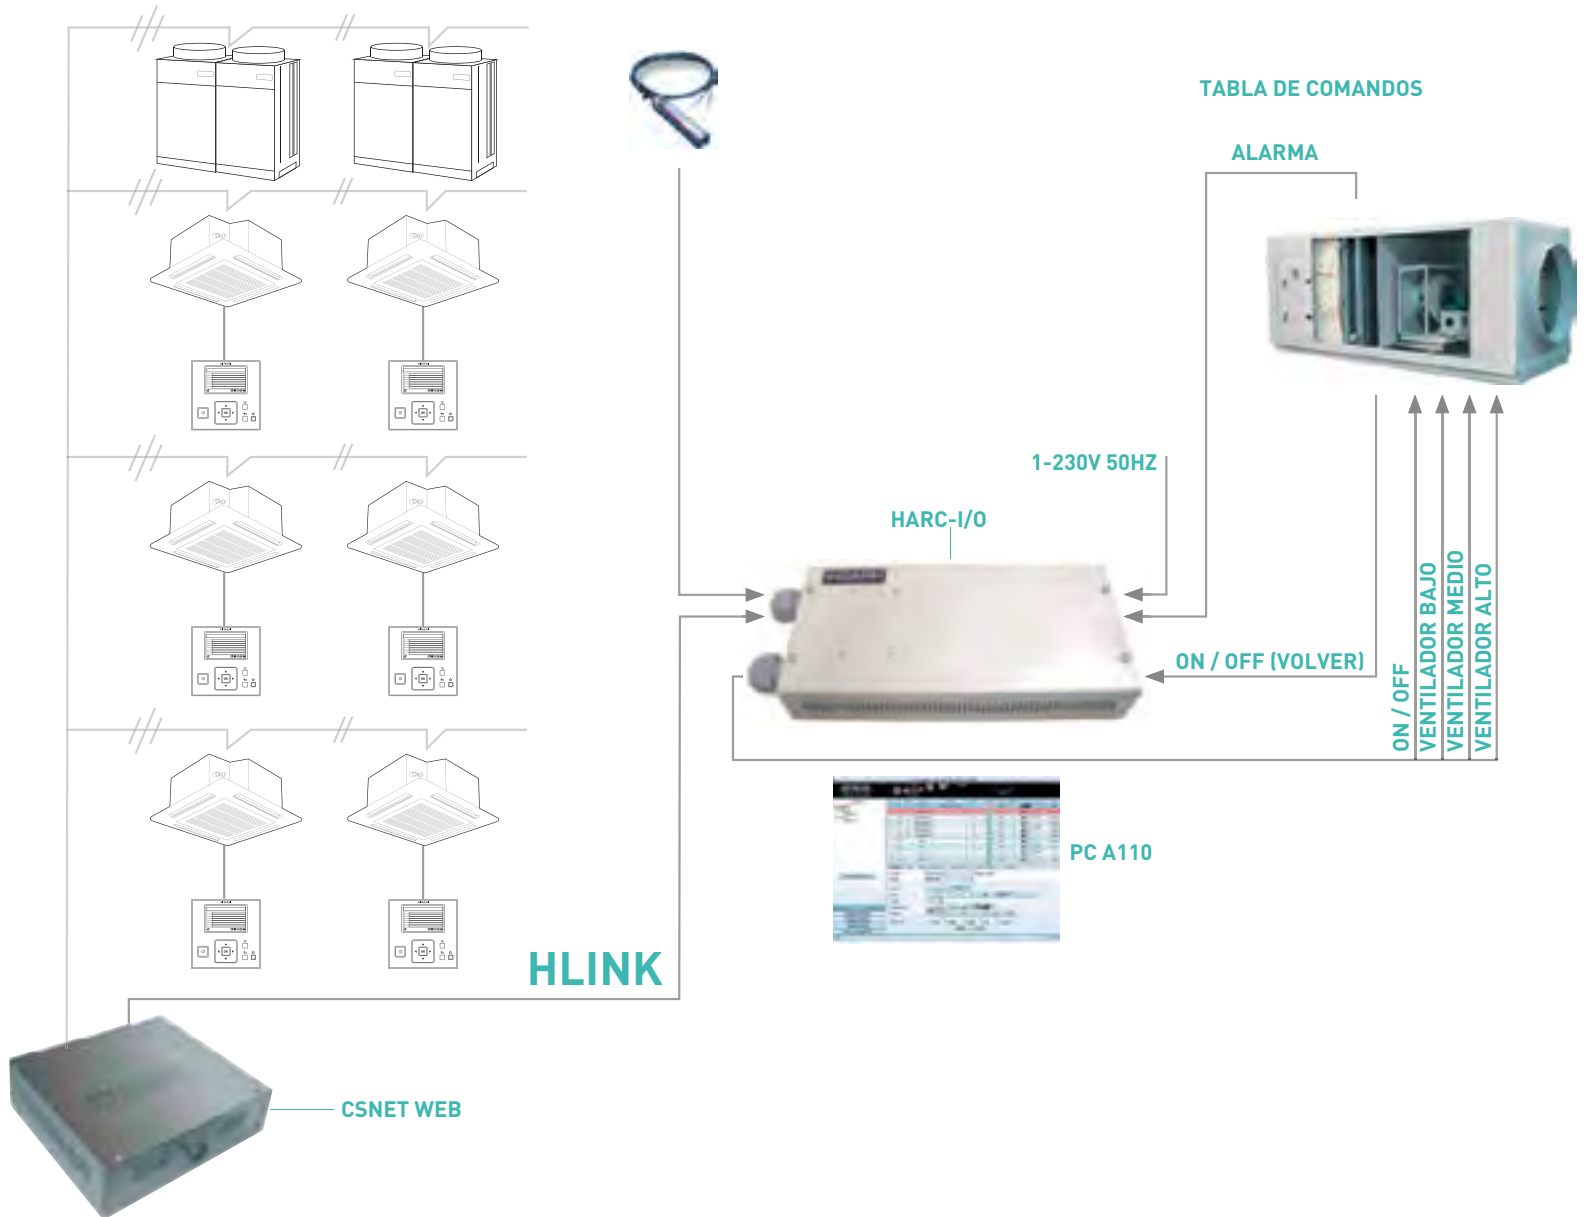 TABLA DE COMANDOS
ALARMA
1-230V 50HZ
HARC-I/O
ON / OFF (VOLVER)
ON / OFF
VENTILADOR BAJO
VENTILADOR MEDIO
VENTILADOR ALTO
PC A110
HLINK
CSNET WEB